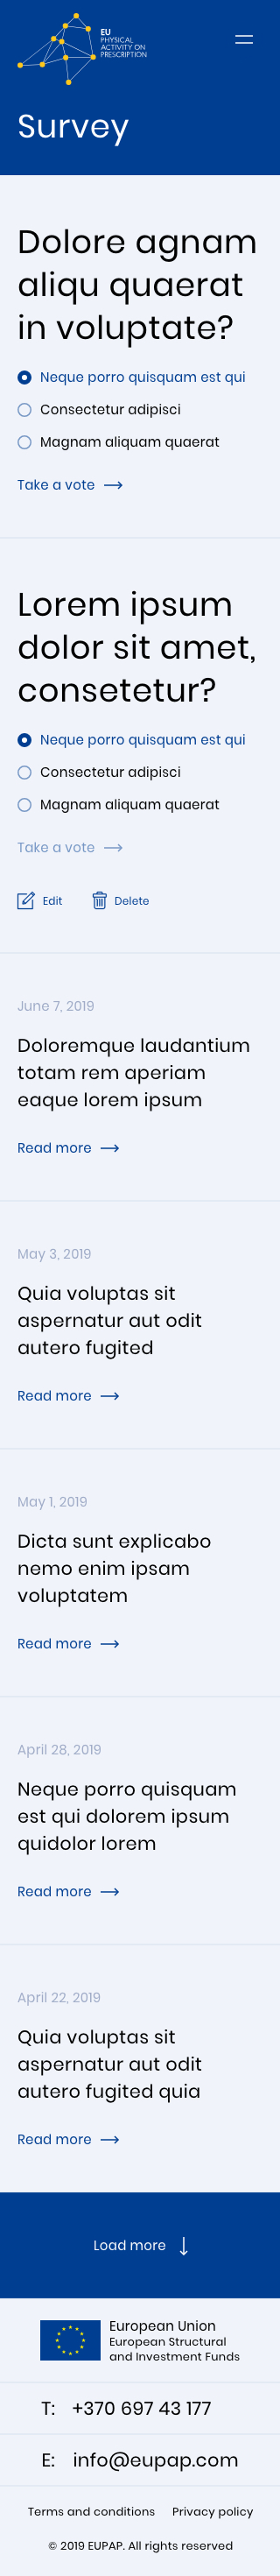 EU
PHYSICAL
ACTIVITY ON
PRESCRIPTION
Survey
Dolore agnam
aliqu quaerat
in voluptate?
Neque porro quisquam est qui
Consectetur adipisci
Magnam aliquam quaerat
Take a vote
Lorem ipsum
dolor sit amet,
consetetur?
Neque porro quisquam est qui
Consectetur adipisci
Magnam aliquam quaerat
Take a vote
Edit Delete
June 7, 2019
Doloremque laudantium
totam rem aperiam
eaque lorem ipsum
Read more
May 3, 2019
Quia voluptas sit
aspernatur aut odit
autero fugited
Read more
May 1, 2019
Dicta sunt explicabo
nemo enim ipsam
voluptatem
Read more
April 28, 2019
Neque porro quisquam
est qui dolorem ipsum
quidolor lorem
Read more
April 22, 2019
Quia voluptas sit
aspernatur aut odit
autero fugited quia
Read more
Load more
European Union
European Structural
and Investment Funds
T: +370 697 43 177
E: info@eupap.com
Terms and conditions Privacy policy
© 2019 EUPAP. All rights reserved